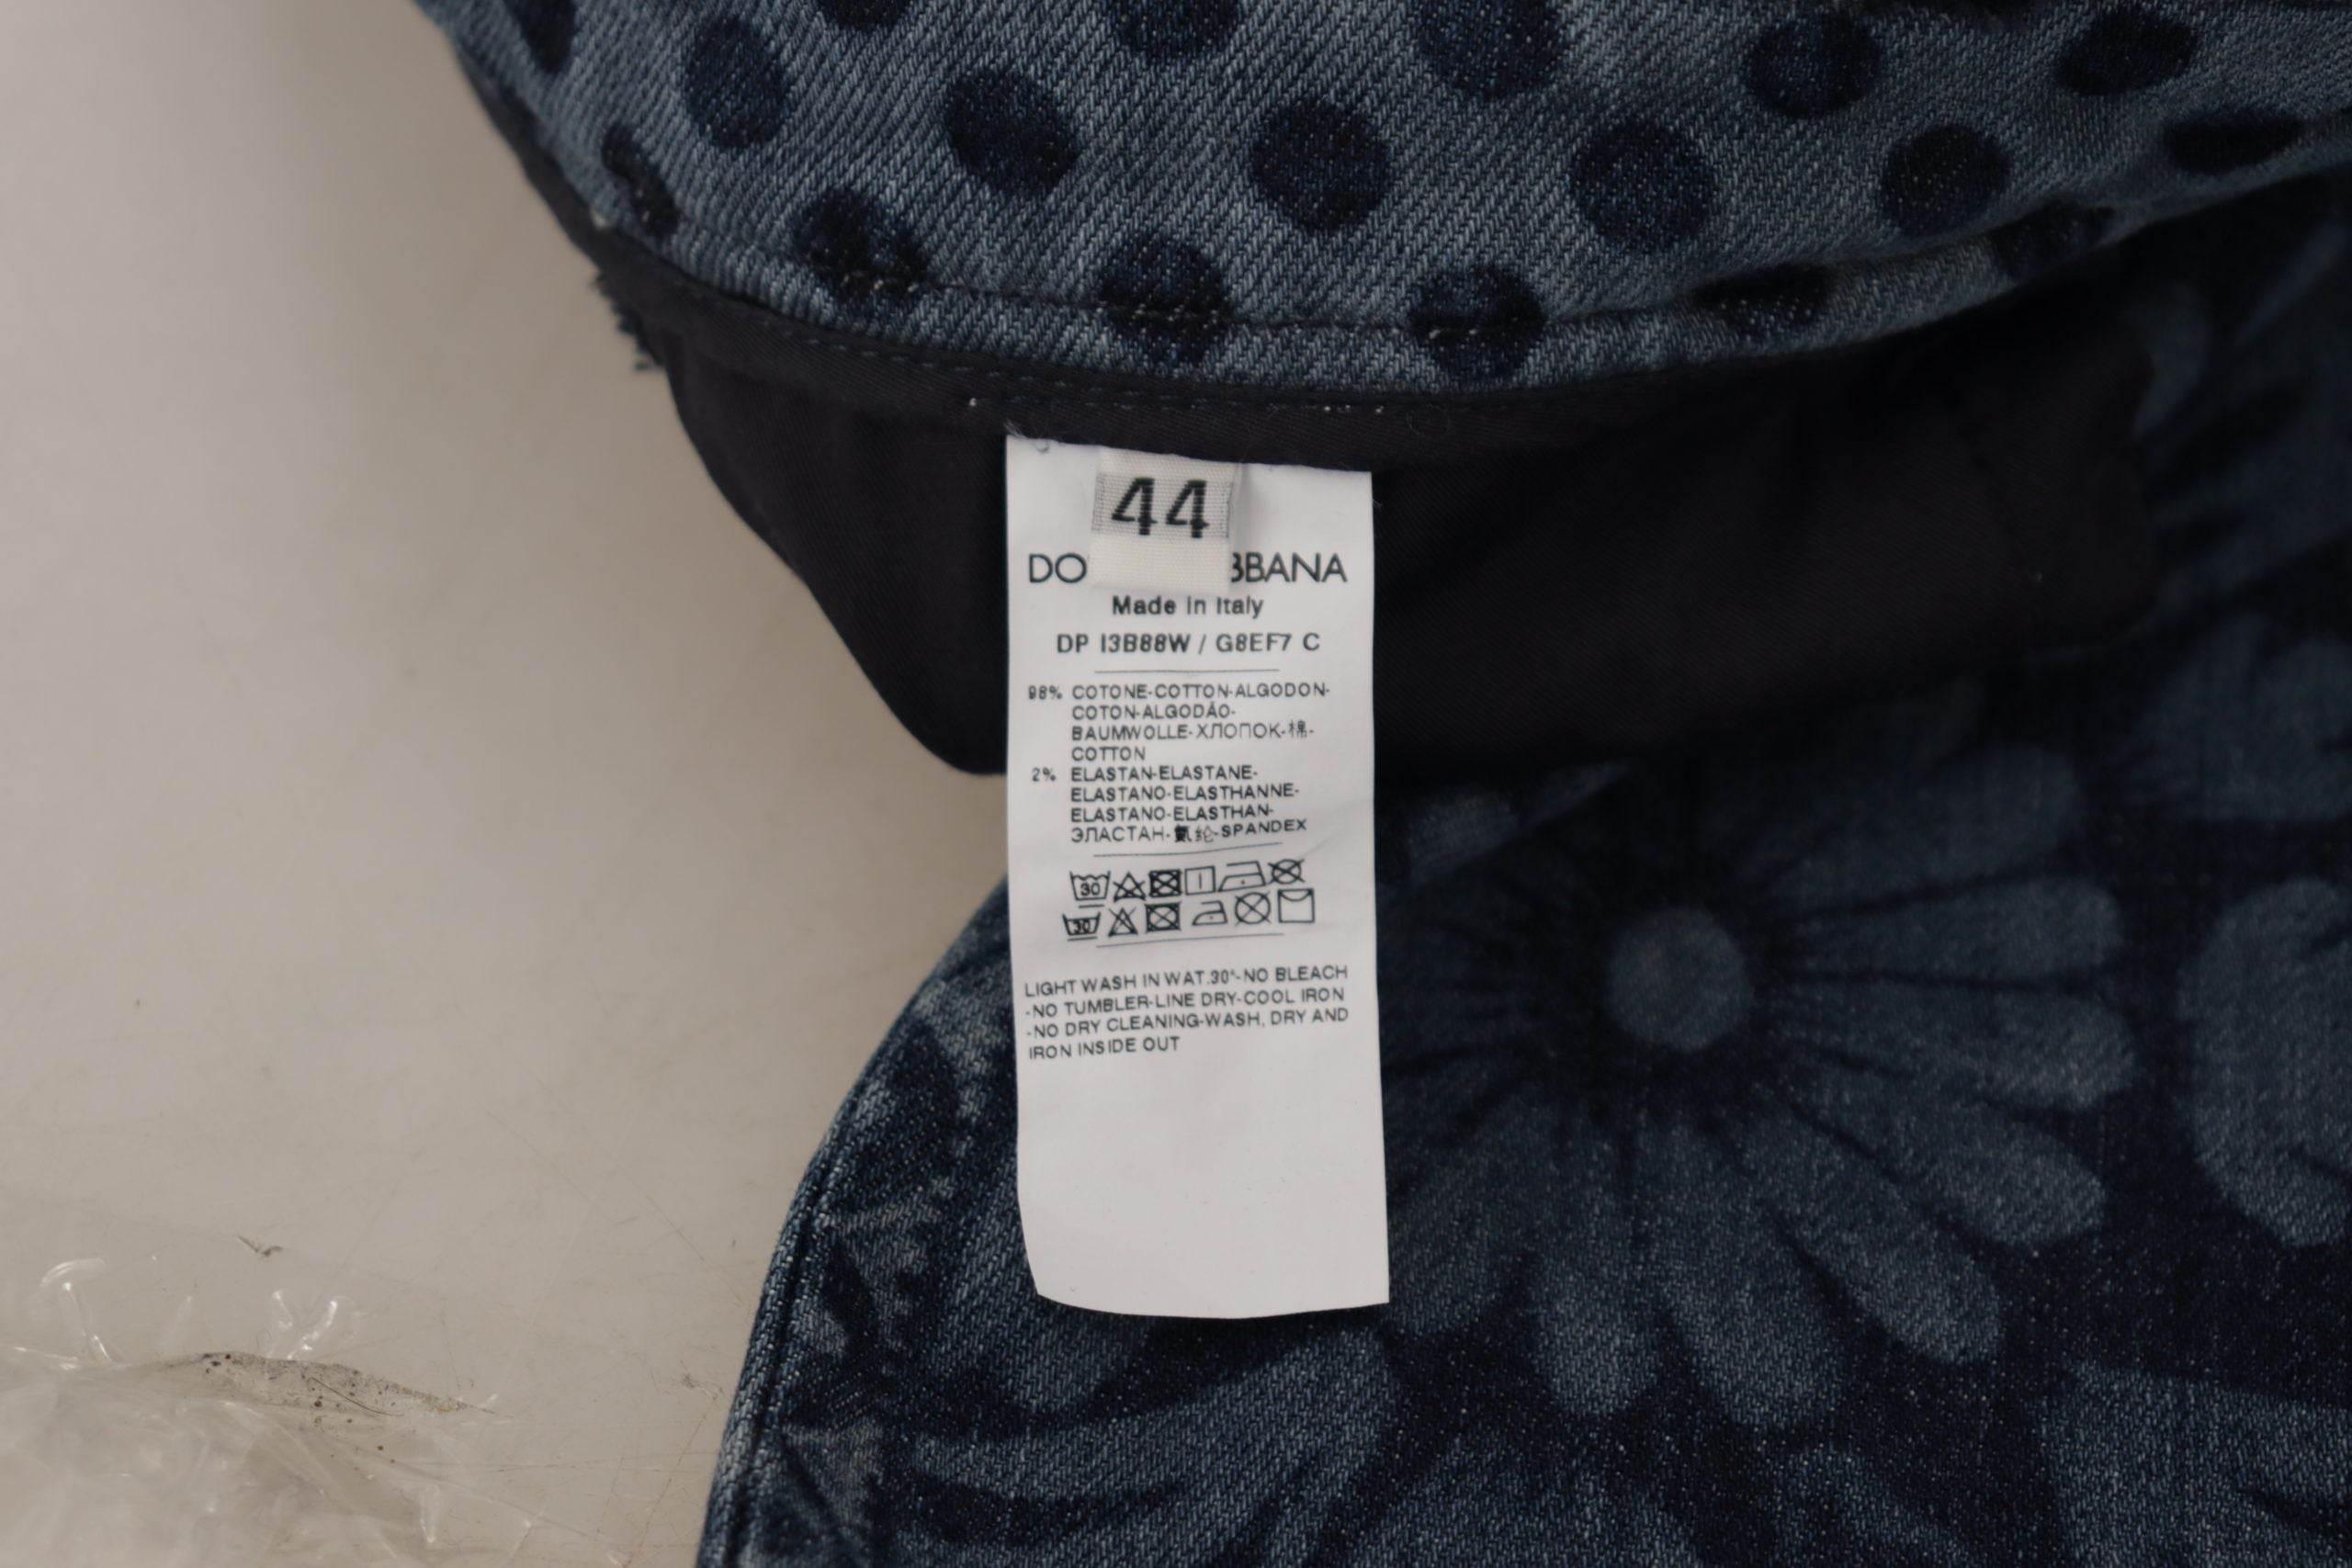 44
DO BBANA
Made in Italy
DP I3B88W / G8EF7 C
98% COTONE-COTTON-ALGODON-
COTON-ALGODÃO-
BAUMWOLLE-ХЛОПОК-棉-
COTTON
2% ELASTAN-ELASTANE-
ELASTANO-ELASTHANNE-
ELASTANO-ELASTHAN-
ЭЛАСТАН-氨纶-SPANDEX
30
30
LIGHT WASH IN WAT.30°-NO BLEACH
-NO TUMBLER-LINE DRY-COOL IRON
-NO DRY CLEANING-WASH, DRY AND
IRON INSIDE OUT